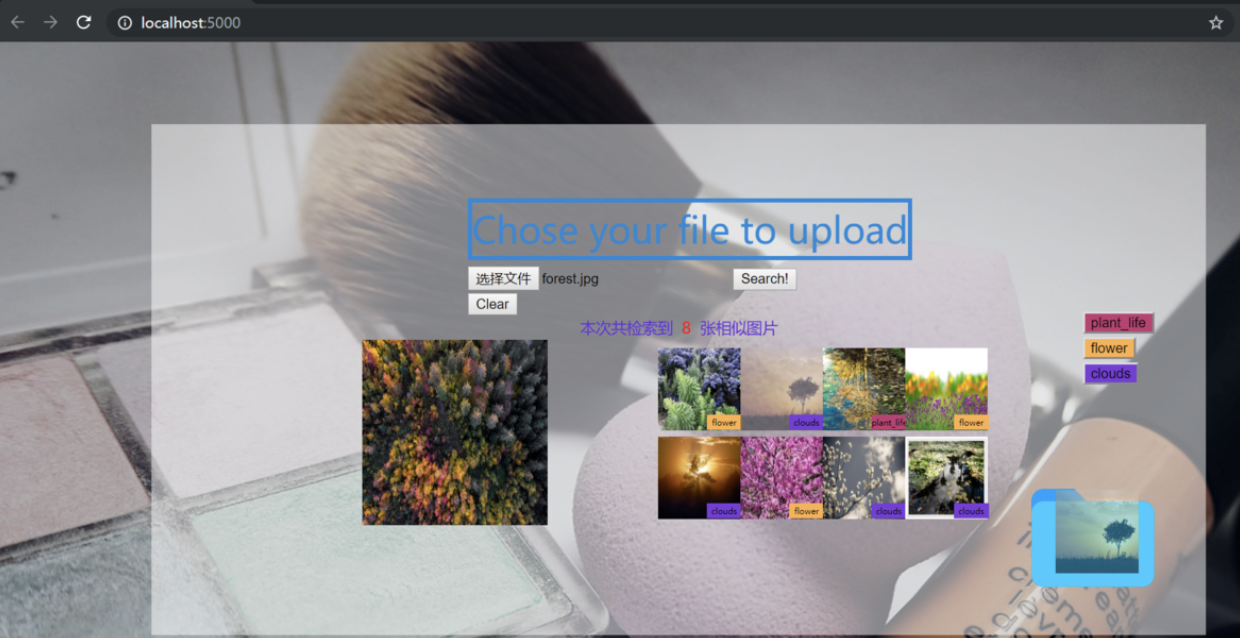 localhost:5000
Chose your file to upload
选择文件 forest.jpg Search!
Clear
本次共检索到 8 张相似图片
plant_life
flower
clouds
flower clouds plant_life flower
clouds flower clouds clouds